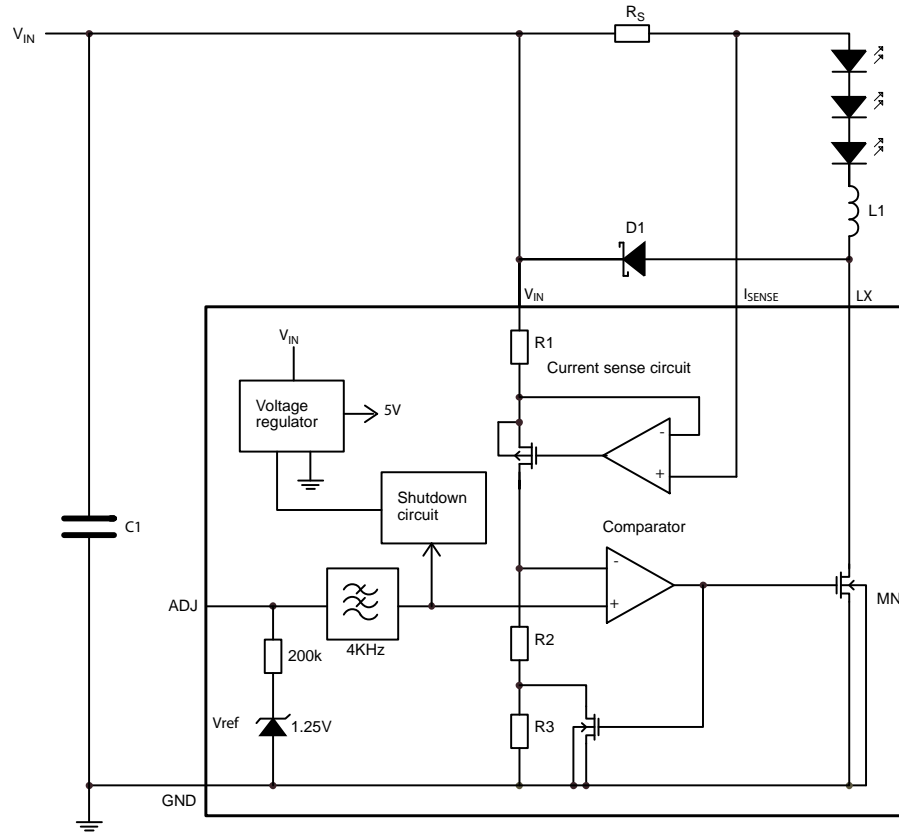 V_IN
R_S
L1
D1
V_IN
I_SENSE
LX
R1
V_IN
Current sense circuit
Voltage
regulator
5V
-
+
Shutdown
circuit
C1
Comparator
-
+
ADJ
MN
4KHz
200k
R2
Vref
1.25V
R3
GND